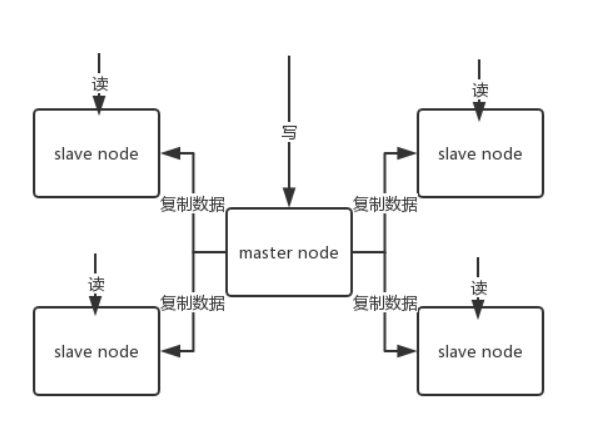 读
读
写
slave node
slave node
复制数据
复制数据
master node
读
读
复制数据
复制数据
slave node
slave node